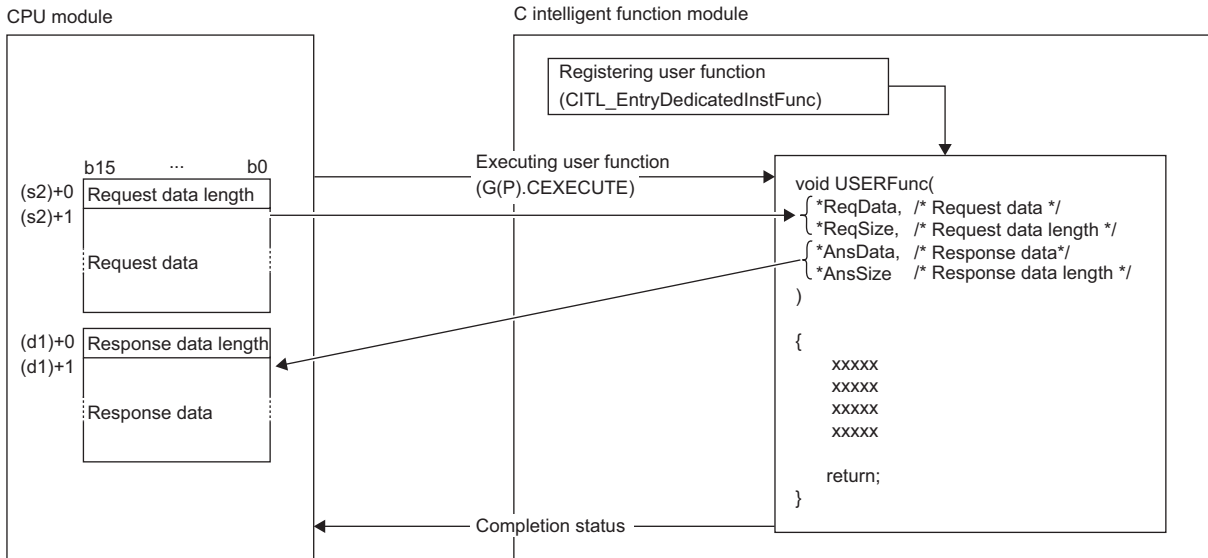 CPU module
C intelligent function module
Registering user function
(CITL_EntryDedicatedInstFunc)
b15 ... b0
(s2)+0 Request data length
(s2)+1
Request data
(d1)+0 Response data length
(d1)+1
Response data
Executing user function
(G(P).CEXECUTE)
void USERFunc(
*ReqData, /* Request data */
*ReqSize, /* Request data length */
*AnsData, /* Response data*/
*AnsSize /* Response data length */
)
{
xxxxx
xxxxx
xxxxx
xxxxx
return;
}
Completion status